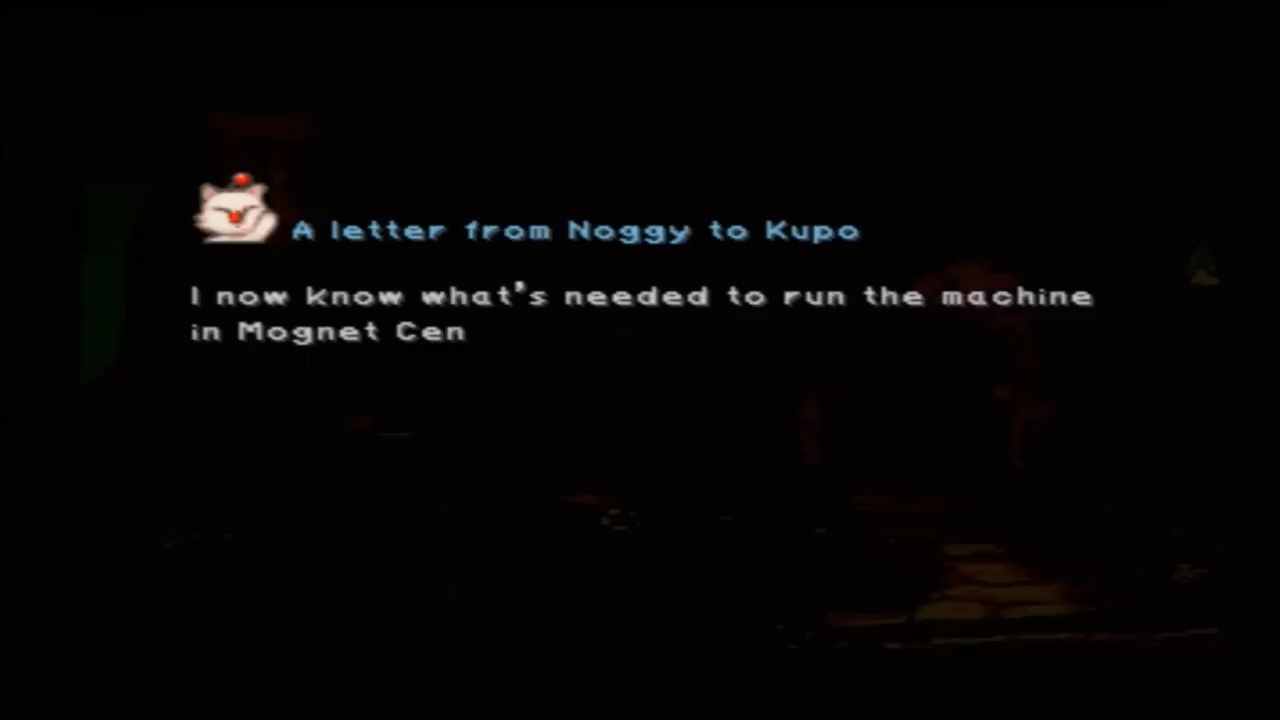 A letter from Noggy to Kupo
I now know what's needed to run the machine
in Mognet Cen